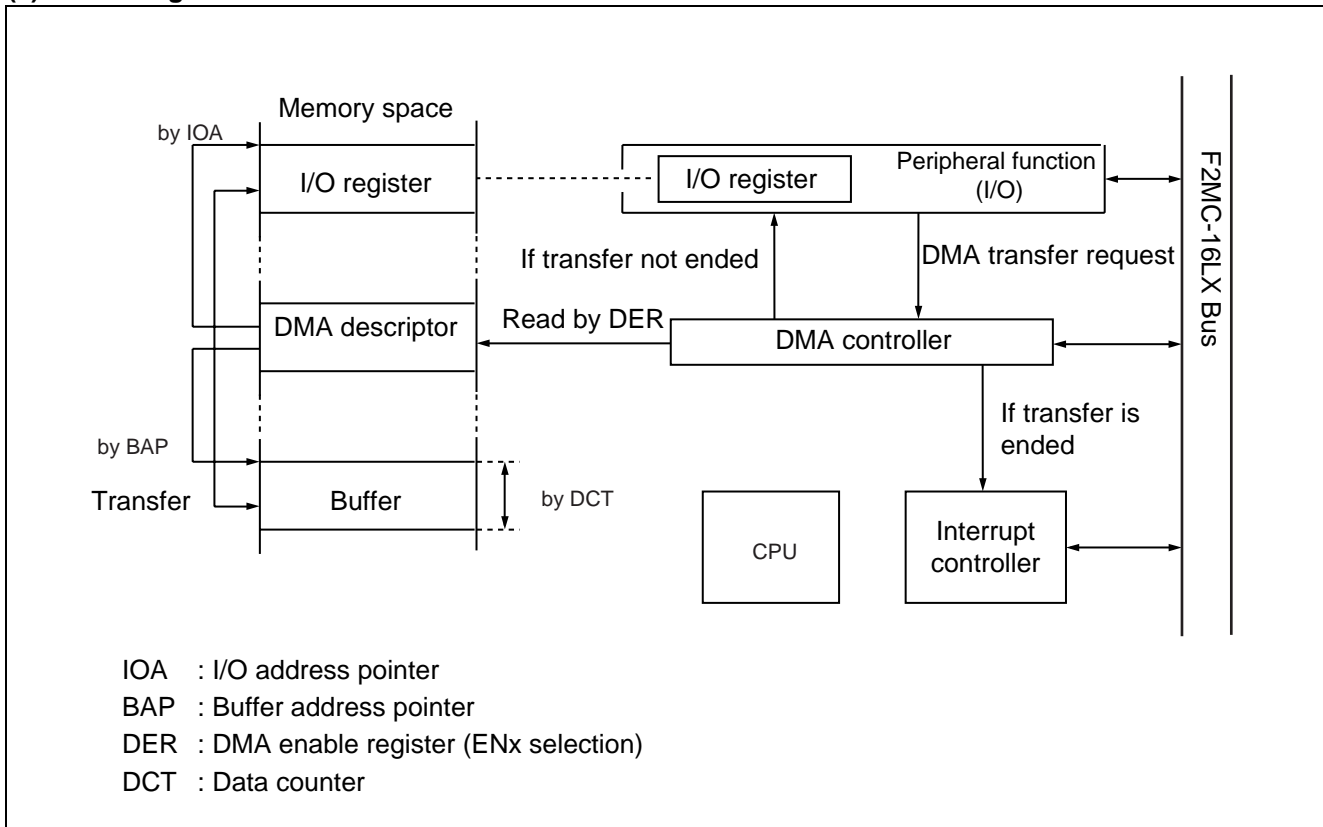 Memory space
by IOA
I/O register
I/O register
Peripheral function
(I/O)
F2MC-16LX Bus
If transfer not ended
DMA transfer request
DMA descriptor
Read by DER
DMA controller
If transfer is
ended
by BAP
Transfer
Buffer
by DCT
CPU
Interrupt
controller
IOA : I/O address pointer
BAP : Buffer address pointer
DER : DMA enable register (ENx selection)
DCT : Data counter